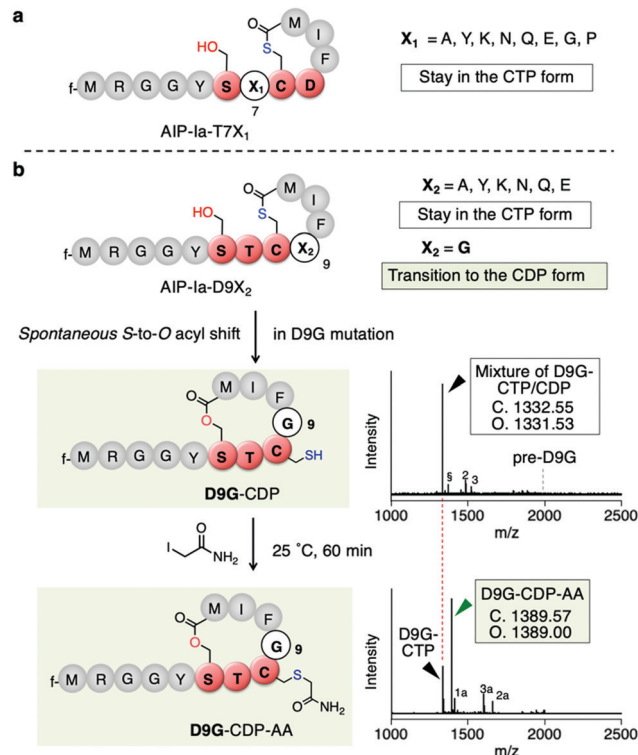 a
X₁ = A, Y, K, N, Q, E, G, P
Stay in the CTP form
HO
O
S
M
I
F
f-
M R G G Y S X₁ C D
7
AIP-Ia-T7X₁
b
X₂ = A, Y, K, N, Q, E
Stay in the CTP form
X₂ = G
Transition to the CDP form
HO
O
S
M
I
F
f-
M R G G Y S T C X₂
9
AIP-Ia-D9X₂
Spontaneous S-to-O acyl shift
in D9G mutation
O
O
M I F
G 9
f-
M R G G Y S T C
SH
D9G-CDP
I
O
NH₂
25 ˚C, 60 min
O
O
M I F
G 9
f-
M R G G Y S T C
S
O
NH₂
D9G-CDP-AA
Intensity
Mixture of D9G-
CTP/CDP
C. 1332.55
O. 1331.53
pre-D9G
§ 2 3
1000 1500 2000 2500
m/z
Intensity
D9G-CDP-AA
C. 1389.57
O. 1389.00
D9G-
CTP
1a 3a 2a
1000 1500 2000 2500
m/z